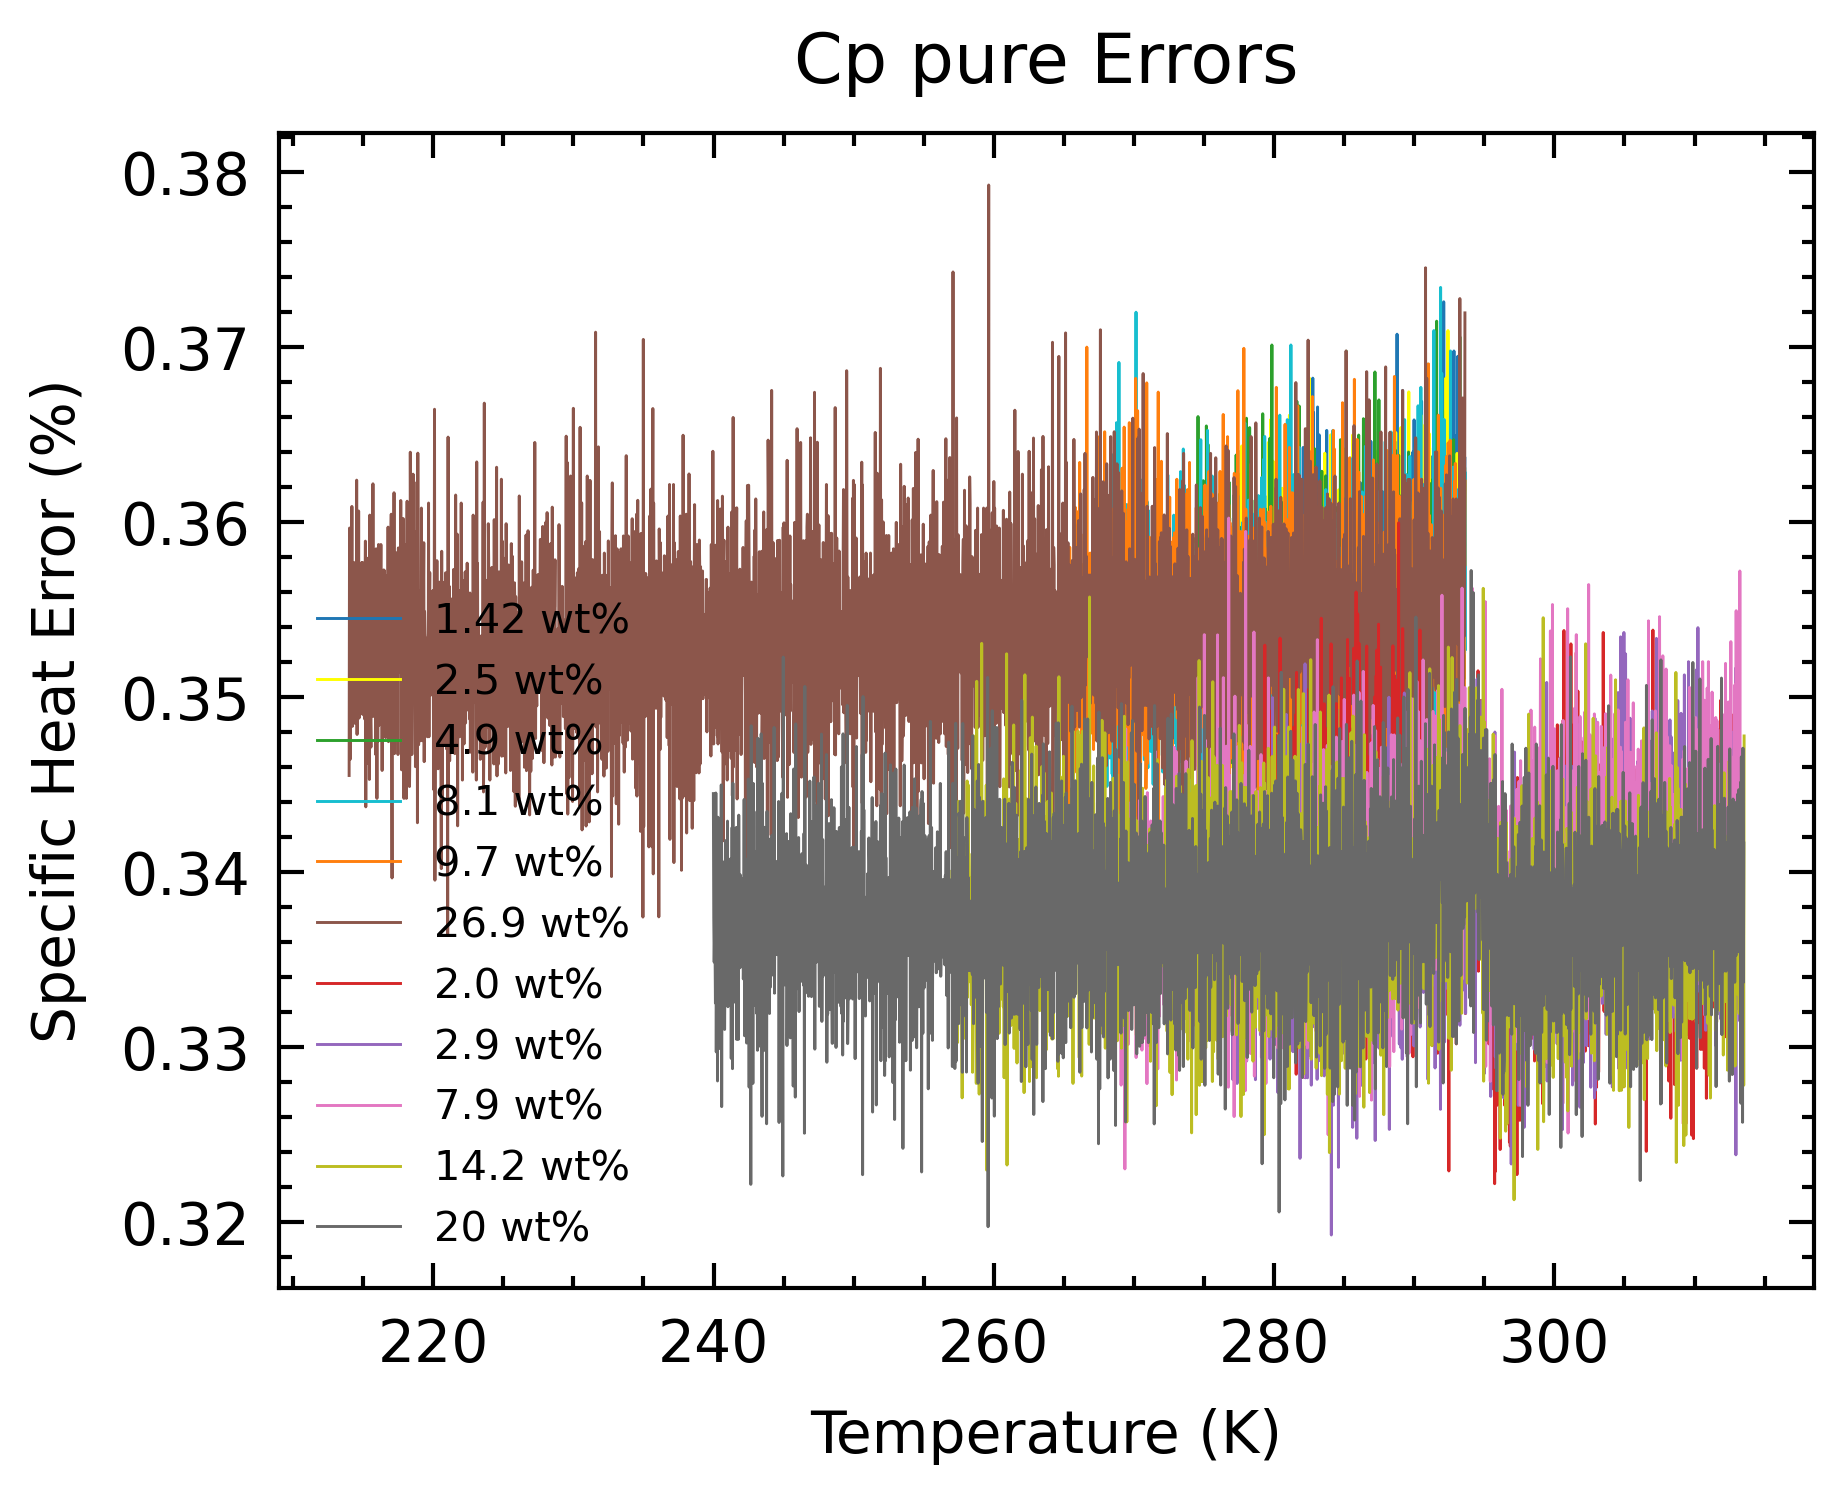 Cp pure Errors
0.38
0.37
0.36
0.35
0.34
0.33
0.32
Specific Heat Error (%)
1.42 wt%
2.5 wt%
4.9 wt%
8.1 wt%
9.7 wt%
26.9 wt%
2.0 wt%
2.9 wt%
7.9 wt%
14.2 wt%
20 wt%
220 240 260 280 300
Temperature (K)